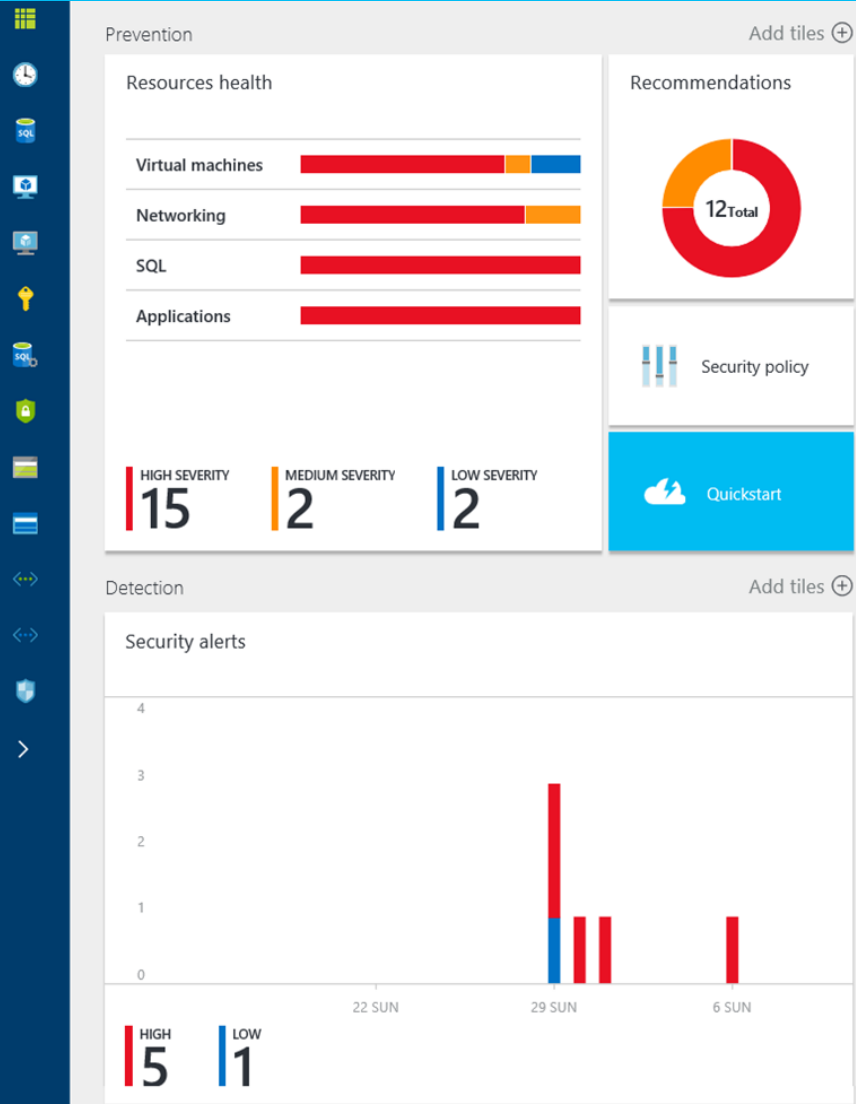 Prevention
Add tiles
Resources health
Virtual machines
Networking
SQL
Applications
HIGH SEVERITY
15
MEDIUM SEVERITY
2
LOW SEVERITY
2
Recommendations
12 Total
Security policy
Quickstart
Detection
Add tiles
Security alerts
4
3
2
1
0
22 SUN
29 SUN
6 SUN
HIGH
5
LOW
1
SQL
SQL